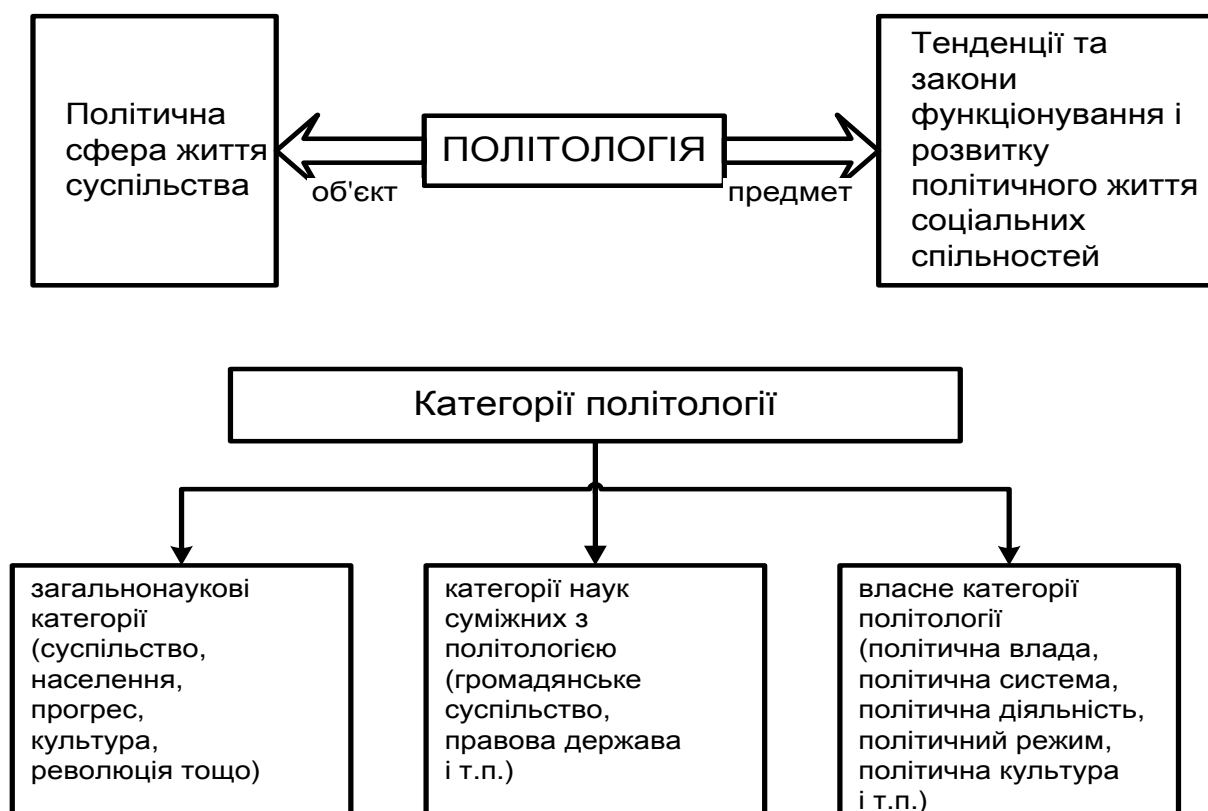 Політична
сфера життя
суспільства
об'єкт
ПОЛІТОЛОГІЯ
предмет
Тенденції та
закони
функціонування і
розвитку
політичного життя
соціальних
спільностей
Категорії політології
загальнонаукові
категорії
(суспільство,
населення,
прогрес,
культура,
революція тощо)
категорії наук
суміжних з
політологією
(громадянське
суспільство,
правова держава
і т.п.)
власне категорії
політології
(політична влада,
політична система,
політична діяльність,
політичний режим,
політична культура
і т.п.)